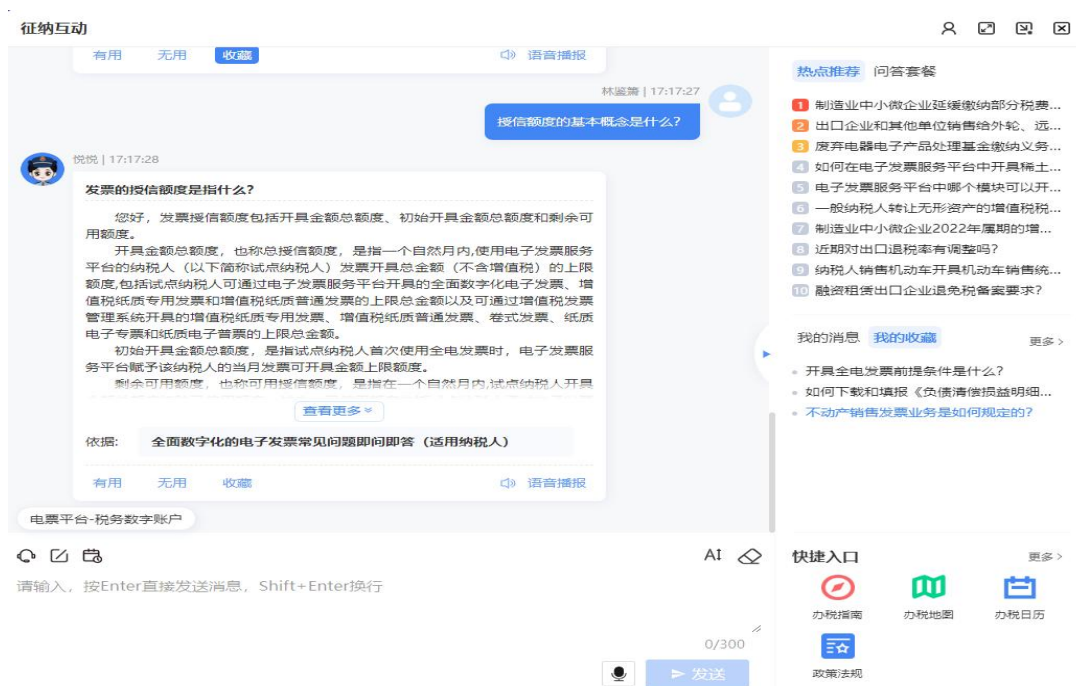 征纳互动
有用 无用 收藏 语音播报
林鉴籌 | 17:17:27
授信额度的基本概念是什么?
悦悦 | 17:17:28
发票的授信额度是指什么?
您好，发票授信额度包括开具金额总额度、初始开具金额总额度和剩余可
用额度。
开具金额总额度，也称总授信额度，是指一个自然月内,使用电子发票服务
平台的纳税人（以下简称试点纳税人）发票开具总金额（不含增值税）的上限
额度,包括试点纳税人可通过电子发票服务平台开具的全面数字化电子发票、增
值税纸质专用发票和增值税纸质普通发票的上限总金额以及可通过增值税发票
管理系统开具的增值税纸质专用发票、增值税纸质普通发票、卷式发票、纸质
电子专票和纸质电子普票的上限总金额。
初始开具金额总额度，是指试点纳税人首次使用全电发票时，电子发票服
务平台赋予该纳税人的当月发票可开具金额上限额度。
剩余可用额度，也称可用授信额度，是指在一个自然月内,试点纳税人开具
查看更多
依据: 全面数字化的电子发票常见问题即问即答（适用纳税人）
有用 无用 收藏 语音播报
电票平台-税务数字账户
AI
请输入，按Enter直接发送消息，Shift+Enter换行
0/300
发送
热点推荐 问答套餐
1 制造业中小微企业延缓缴纳部分税费...
2 出口企业和其他单位销售给外轮、远...
3 废弃电器电子产品处理基金缴纳义务...
4 如何在电子发票服务平台中开具稀土...
5 电子发票服务平台中哪个模块可以开...
6 一般纳税人转让无形资产的增值税税...
7 制造业中小微企业2022年属期的增...
8 近期对出口退税率有调整吗?
9 纳税人销售机动车开具机动车销售统...
10 融资租赁出口企业退免税备案要求?
我的消息 我的收藏 更多
开具全电发票前提条件是什么?
如何下载和填报《负债清偿损益明细...
不动产销售发票业务是如何规定的?
快捷入口 更多
办税指南 办税地图 办税日历
政策法规